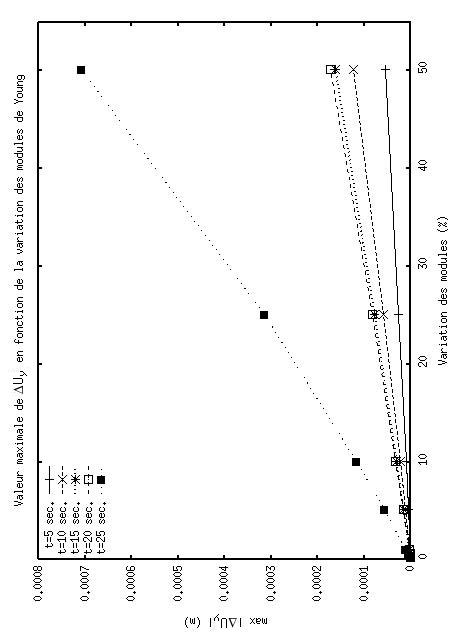 Valeur maximale de ΔUy en fonction de la variation des modules de Young
t=5 sec.
t=10 sec.
t=15 sec.
t=20 sec.
t=25 sec.
0.0008
0.0007
0.0006
0.0005
0.0004
0.0003
0.0002
0.0001
0
max |ΔUy| (m)
0
10
20
30
40
50
Variation des modules (%)